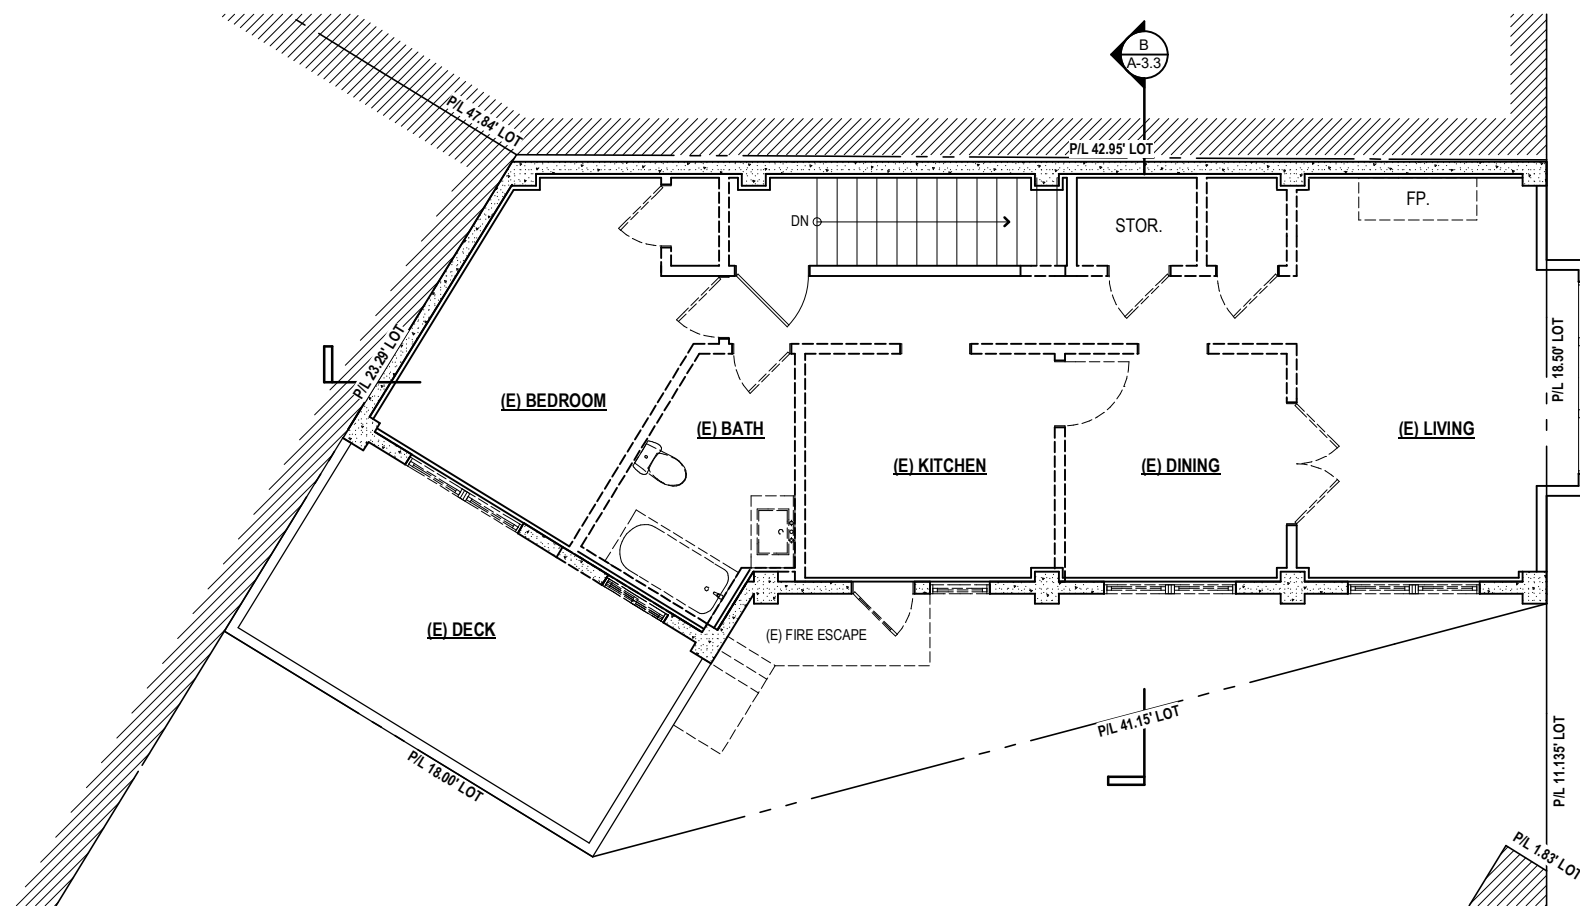 B
A-3.3
P/L 47.84' LOT
P/L 42.95' LOT
DN
STOR.
FP.
P/L 23.29' LOT
P/L 18.50' LOT
(E) BEDROOM
(E) BATH
(E) LIVING
(E) KITCHEN
(E) DINING
(E) DECK
(E) FIRE ESCAPE
P/L 41.15' LOT
P/L 18.00' LOT
P/L 11.135' LOT
P/L 1.83' LOT